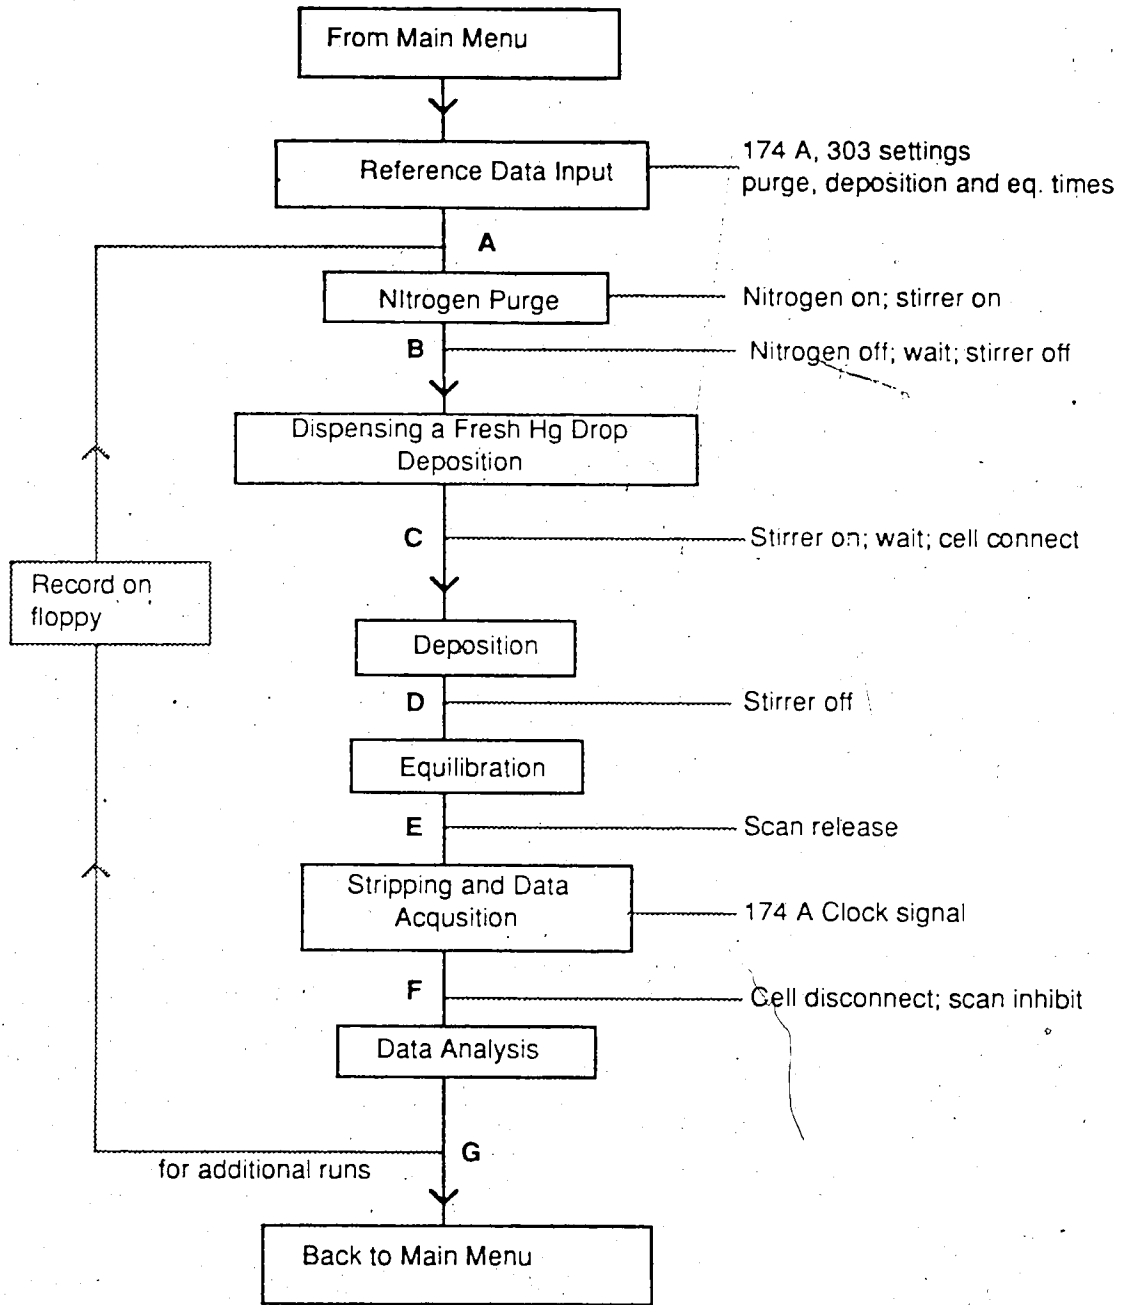 From Main Menu
Reference Data Input
174 A, 303 settings
purge, deposition and eq. times
A
NItrogen Purge
Nitrogen on; stirrer on
B
Nitrogen off; wait; stirrer off
Dispensing a Fresh Hg Drop
Deposition
C
Stirrer on; wait; cell connect
Record on
floppy
Deposition
D
Stirrer off
Equilibration
E
Scan release
Stripping and Data
Acqusition
174 A Clock signal
F
Cell disconnect; scan inhibit
Data Analysis
G
for additional runs
Back to Main Menu